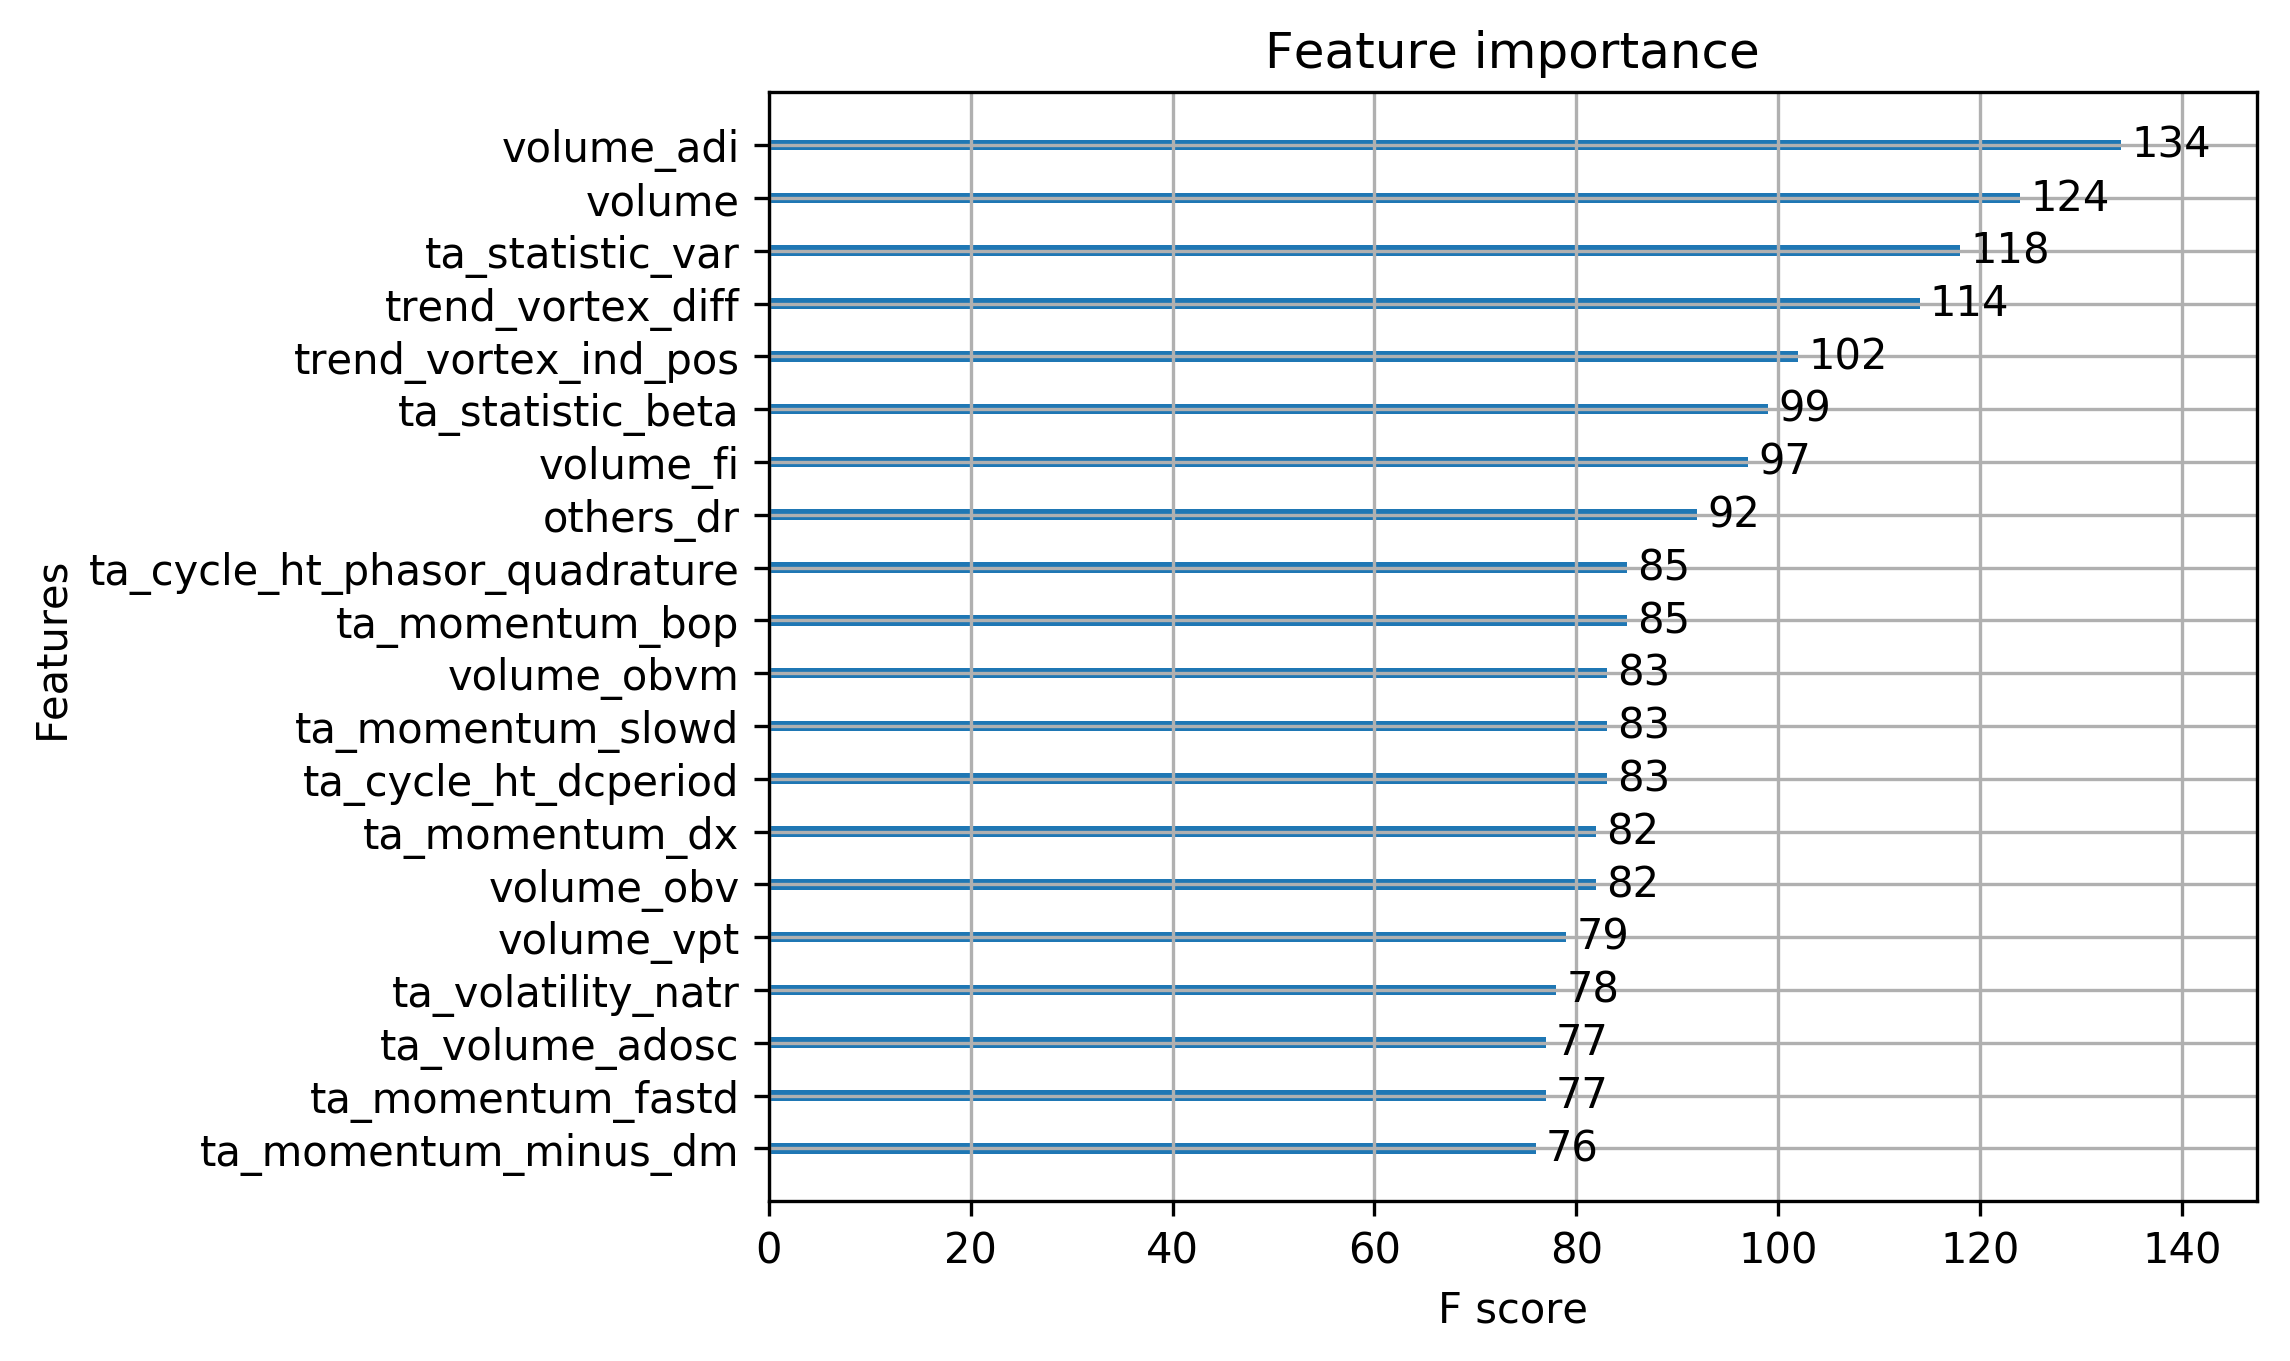 Feature importance
volume_adi 134
volume 124
ta_statistic_var 118
trend_vortex_diff 114
trend_vortex_ind_pos 102
ta_statistic_beta 99
volume_fi 97
others_dr 92
ta_cycle_ht_phasor_quadrature 85
ta_momentum_bop 85
volume_obvm 83
ta_momentum_slowd 83
ta_cycle_ht_dcperiod 83
ta_momentum_dx 82
volume_obv 82
volume_vpt 79
ta_volatility_natr 78
ta_volume_adosc 77
ta_momentum_fastd 77
ta_momentum_minus_dm 76
Features
0 20 40 60 80 100 120 140
F score